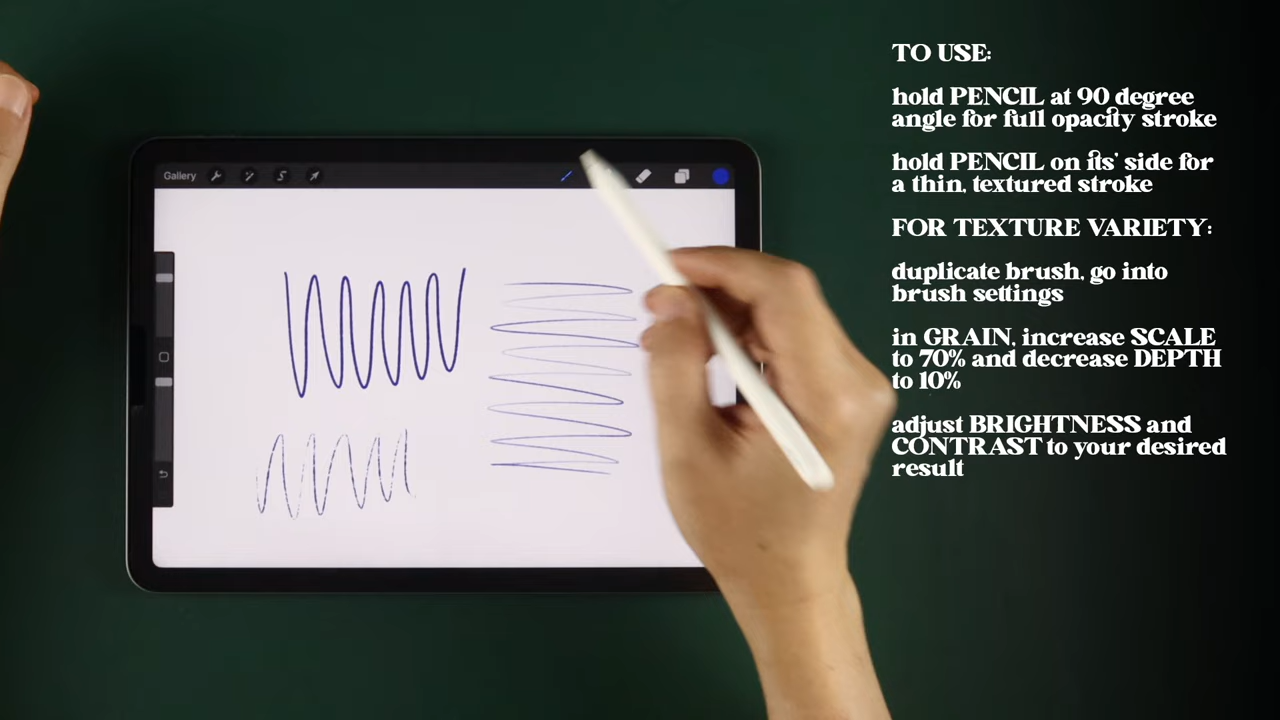 Gallery
TO USE:
hold PENCIL at 90 degree
angle for full opacity stroke
hold PENCIL on its' side for
a thin, textured stroke
FOR TEXTURE VARIETY:
duplicate brush, go into
brush settings
in GRAIN, increase SCALE
to 70% and decrease DEPTH
to 10%
adjust BRIGHTNESS and
CONTRAST to your desired
result